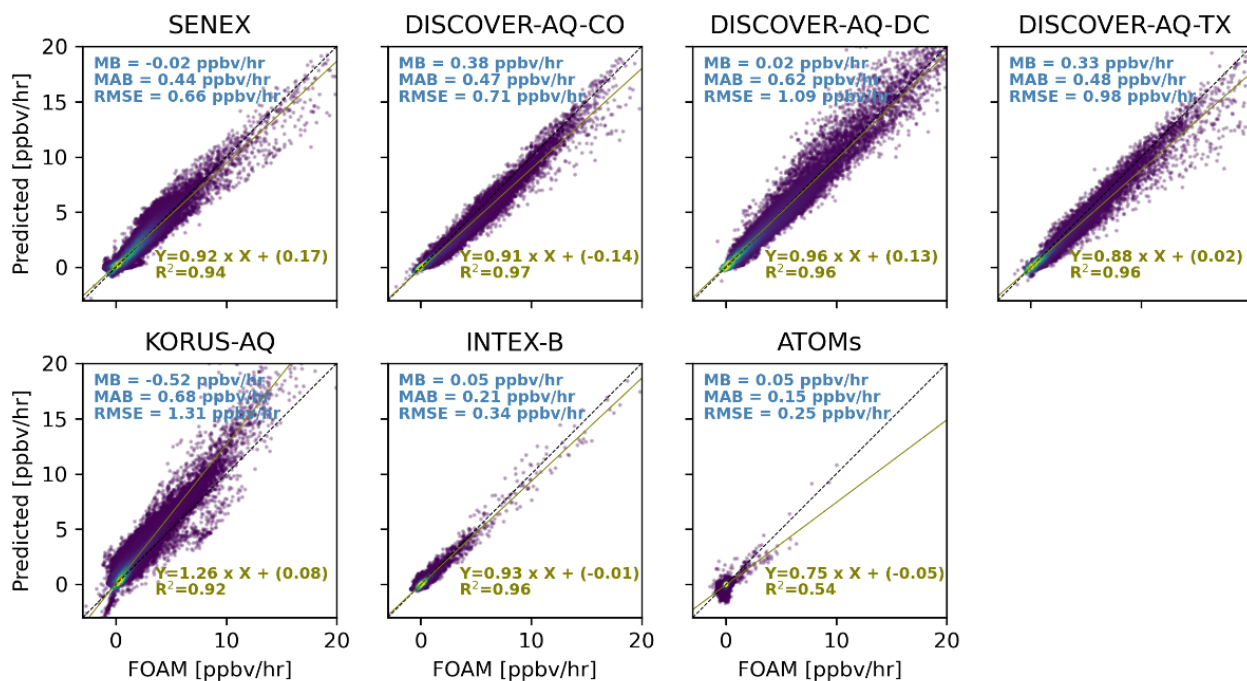 SENEX
DISCOVER-AQ-CO
DISCOVER-AQ-DC
DISCOVER-AQ-TX
Predicted [ppbv/hr]
20
15
10
5
0
MB = -0.02 ppbv/hr
MAB = 0.44 ppbv/hr
RMSE = 0.66 ppbv/hr
Y=0.92 x X + (0.17)
R²=0.94
MB = 0.38 ppbv/hr
MAB = 0.47 ppbv/hr
RMSE = 0.71 ppbv/hr
Y=0.91 x X + (-0.14)
R²=0.97
MB = 0.02 ppbv/hr
MAB = 0.62 ppbv/hr
RMSE = 1.09 ppbv/hr
Y=0.96 x X + (0.13)
R²=0.96
MB = 0.33 ppbv/hr
MAB = 0.48 ppbv/hr
RMSE = 0.98 ppbv/hr
Y=0.88 x X + (0.02)
R²=0.96
KORUS-AQ
INTEX-B
ATOMs
Predicted [ppbv/hr]
20
15
10
5
0
MB = -0.52 ppbv/hr
MAB = 0.68 ppbv/hr
RMSE = 1.31 ppbv/hr
Y=1.26 x X + (0.08)
R²=0.92
MB = 0.05 ppbv/hr
MAB = 0.21 ppbv/hr
RMSE = 0.34 ppbv/hr
Y=0.93 x X + (-0.01)
R²=0.96
MB = 0.05 ppbv/hr
MAB = 0.15 ppbv/hr
RMSE = 0.25 ppbv/hr
Y=0.75 x X + (-0.05)
R²=0.54
0 10 20
0 10 20
0 10 20
FOAM [ppbv/hr]
FOAM [ppbv/hr]
FOAM [ppbv/hr]